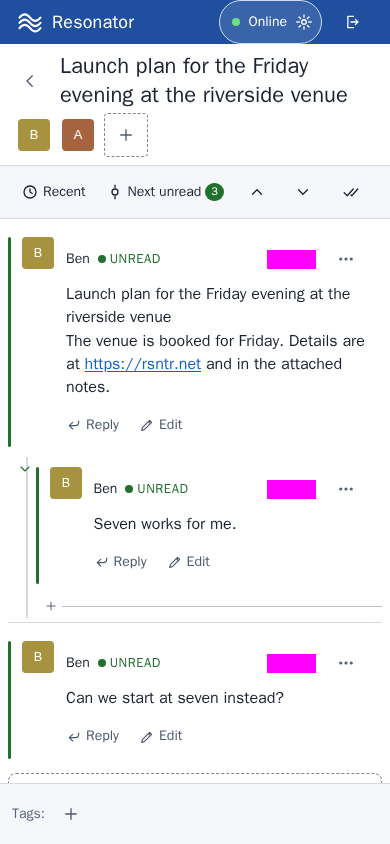 Resonator
Online
Launch plan for the Friday
evening at the riverside venue
B
A
Recent
Next unread 3
B
Ben
UNREAD
Launch plan for the Friday evening at the
riverside venue
The venue is booked for Friday. Details are
at https://rsntr.net and in the attached
notes.
Reply
Edit
B
Ben
UNREAD
Seven works for me.
Reply
Edit
B
Ben
UNREAD
Can we start at seven instead?
Reply
Edit
Tags: